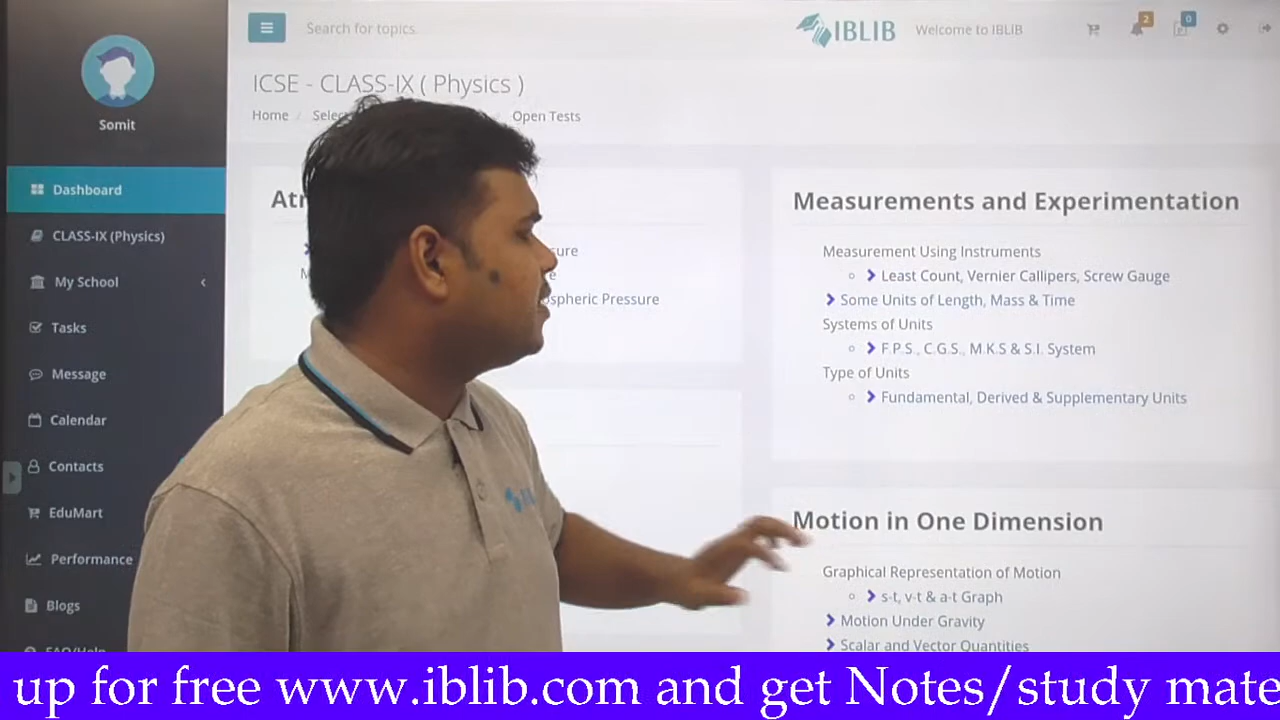 Search for topics.
IBLIB
Welcome to IBLIB
2
0
Somit
ICSE - CLASS-IX ( Physics )
Home / Open Tests
Dashboard
CLASS-IX (Physics)
My School
Tasks
Message
Calendar
Contacts
EduMart
Performance
Blogs
FAQ/Help
Pressure
Measurements and Experimentation
Measurement Using Instruments
Least Count, Vernier Callipers, Screw Gauge
Some Units of Length, Mass & Time
Systems of Units
F.P.S., C.G.S., M.K.S & S.I. System
Type of Units
Fundamental, Derived & Supplementary Units
Motion in One Dimension
Graphical Representation of Motion
s-t, v-t & a-t Graph
Motion Under Gravity
Scalar and Vector Quantities
up for free www.iblib.com and get Notes/study mate